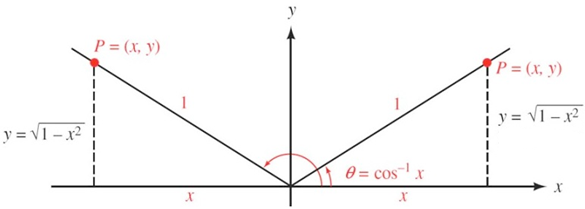 y
P = (x, y)
P = (x, y)
1
1
y = √1 – x²
y = √1 – x²
θ = cos⁻¹ x
x
x
x